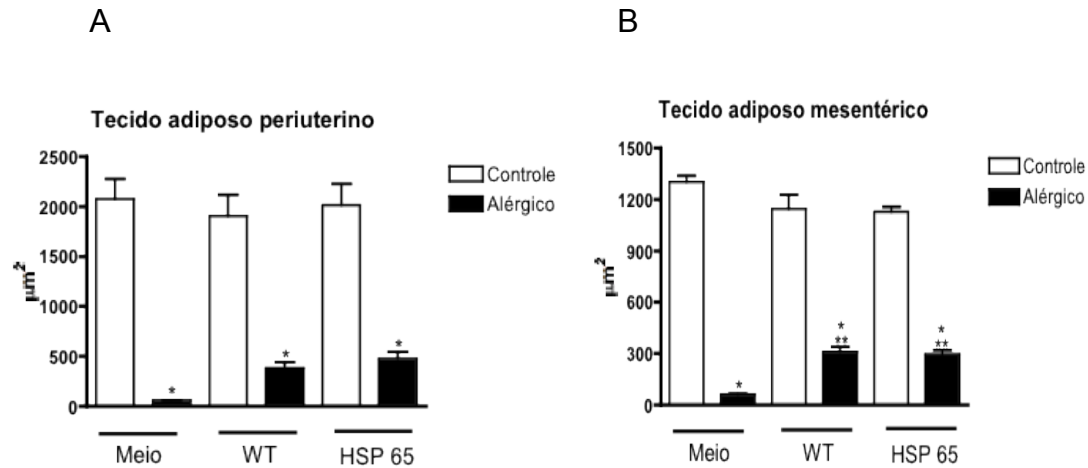 A
Tecido adiposo periuterino
2500
2000
1500
1000
500
0
µm²
Controle
Alérgico
*
*
*
Meio
WT
HSP 65
B
Tecido adiposo mesentérico
1500
1200
900
600
300
0
µm²
Controle
Alérgico
*
*
**
*
**
Meio
WT
HSP 65